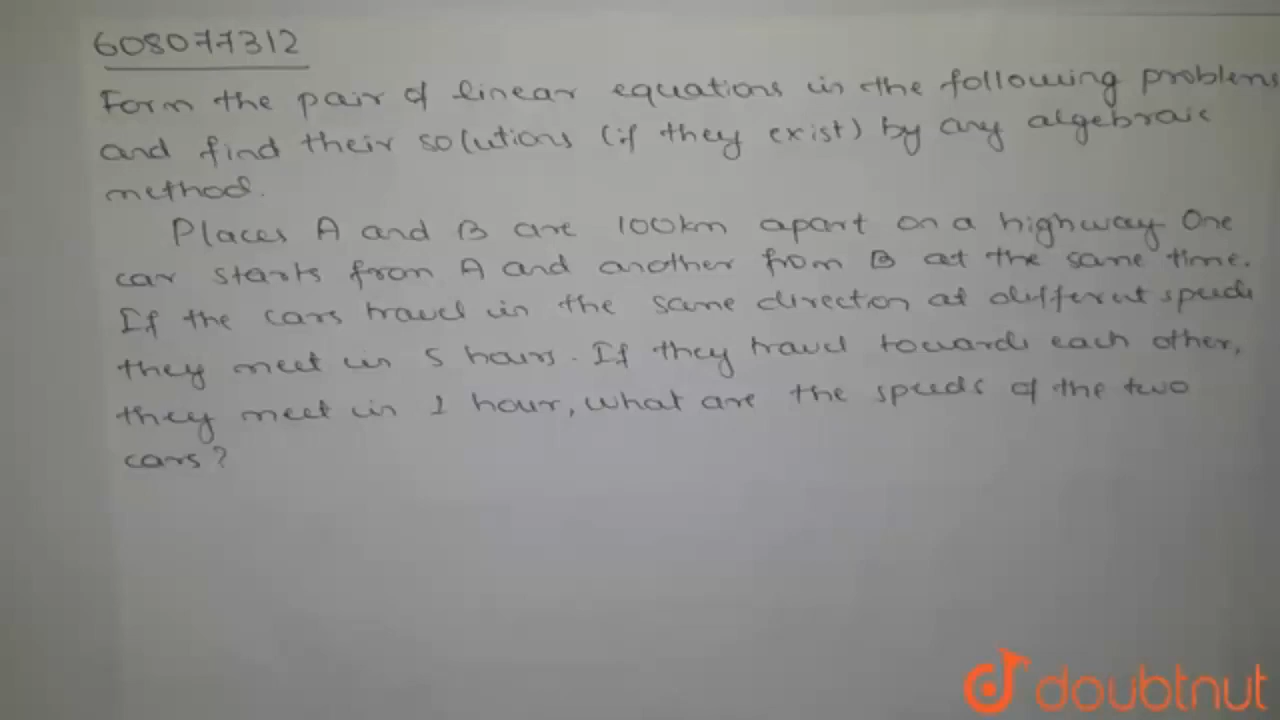 608077312
Form the pair of linear equations in the following problems
and find their solutions (if they exist) by any algebraic
method.
Places A and B are 100km apart on a highway One
car starts from A and another from B at the same time.
If the cars travel in the same direction at different speeds
they meet in 5 hours. If they travel towards each other,
they meet in 1 hour, what are the speeds of the two
cars?
doubtnut